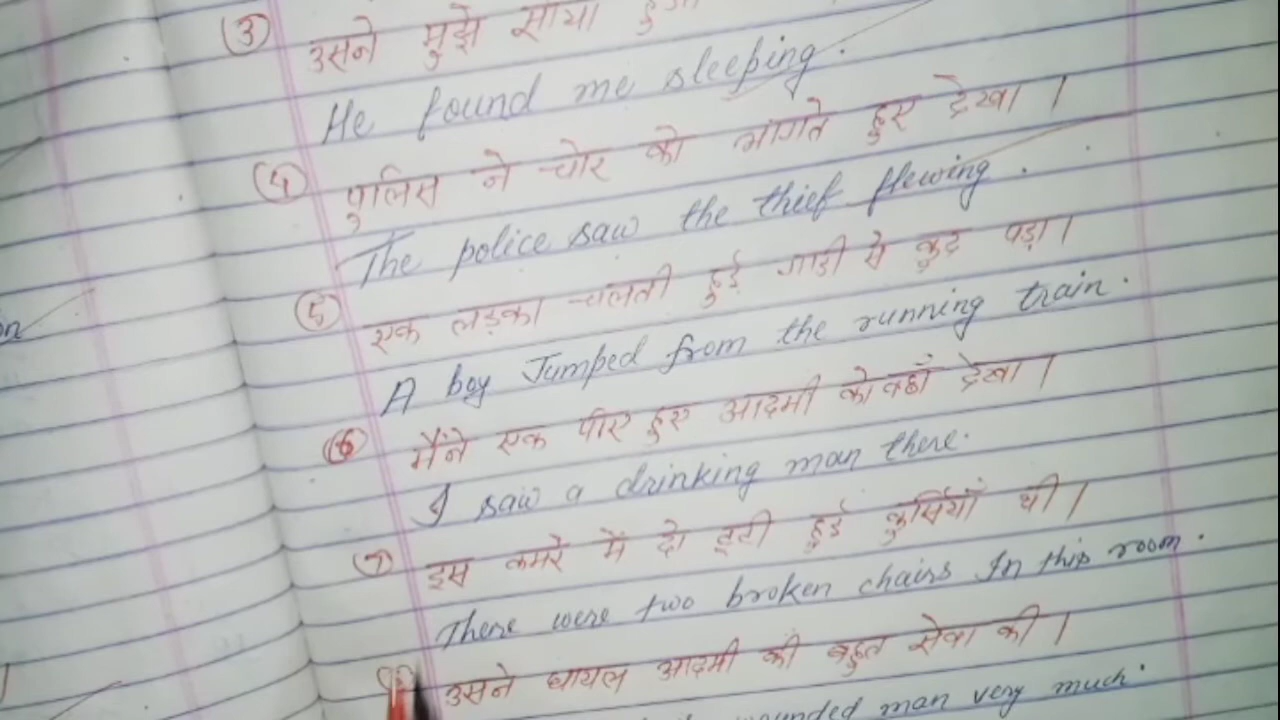 (3) उसने मुझे सोया
He found me sleeping.
(4) पुलिस ने चोर को भागते हुए देखा ।
The police saw the thief flewing.
(5) एक लड़का चलती हुई गाडी से कुद पड़ा।
A boy Jumped from the running train.
(6) मैंने एक पीए हुए आदमी को वहाँ देखा ।
I saw a drinking man there.
(7) इस कमरे में दो टूटी हुई कुर्सियाँ थी ।
There were two broken chairs In this room.
उसने घायल आदमी की बहुत सेवा की ।
man very much.